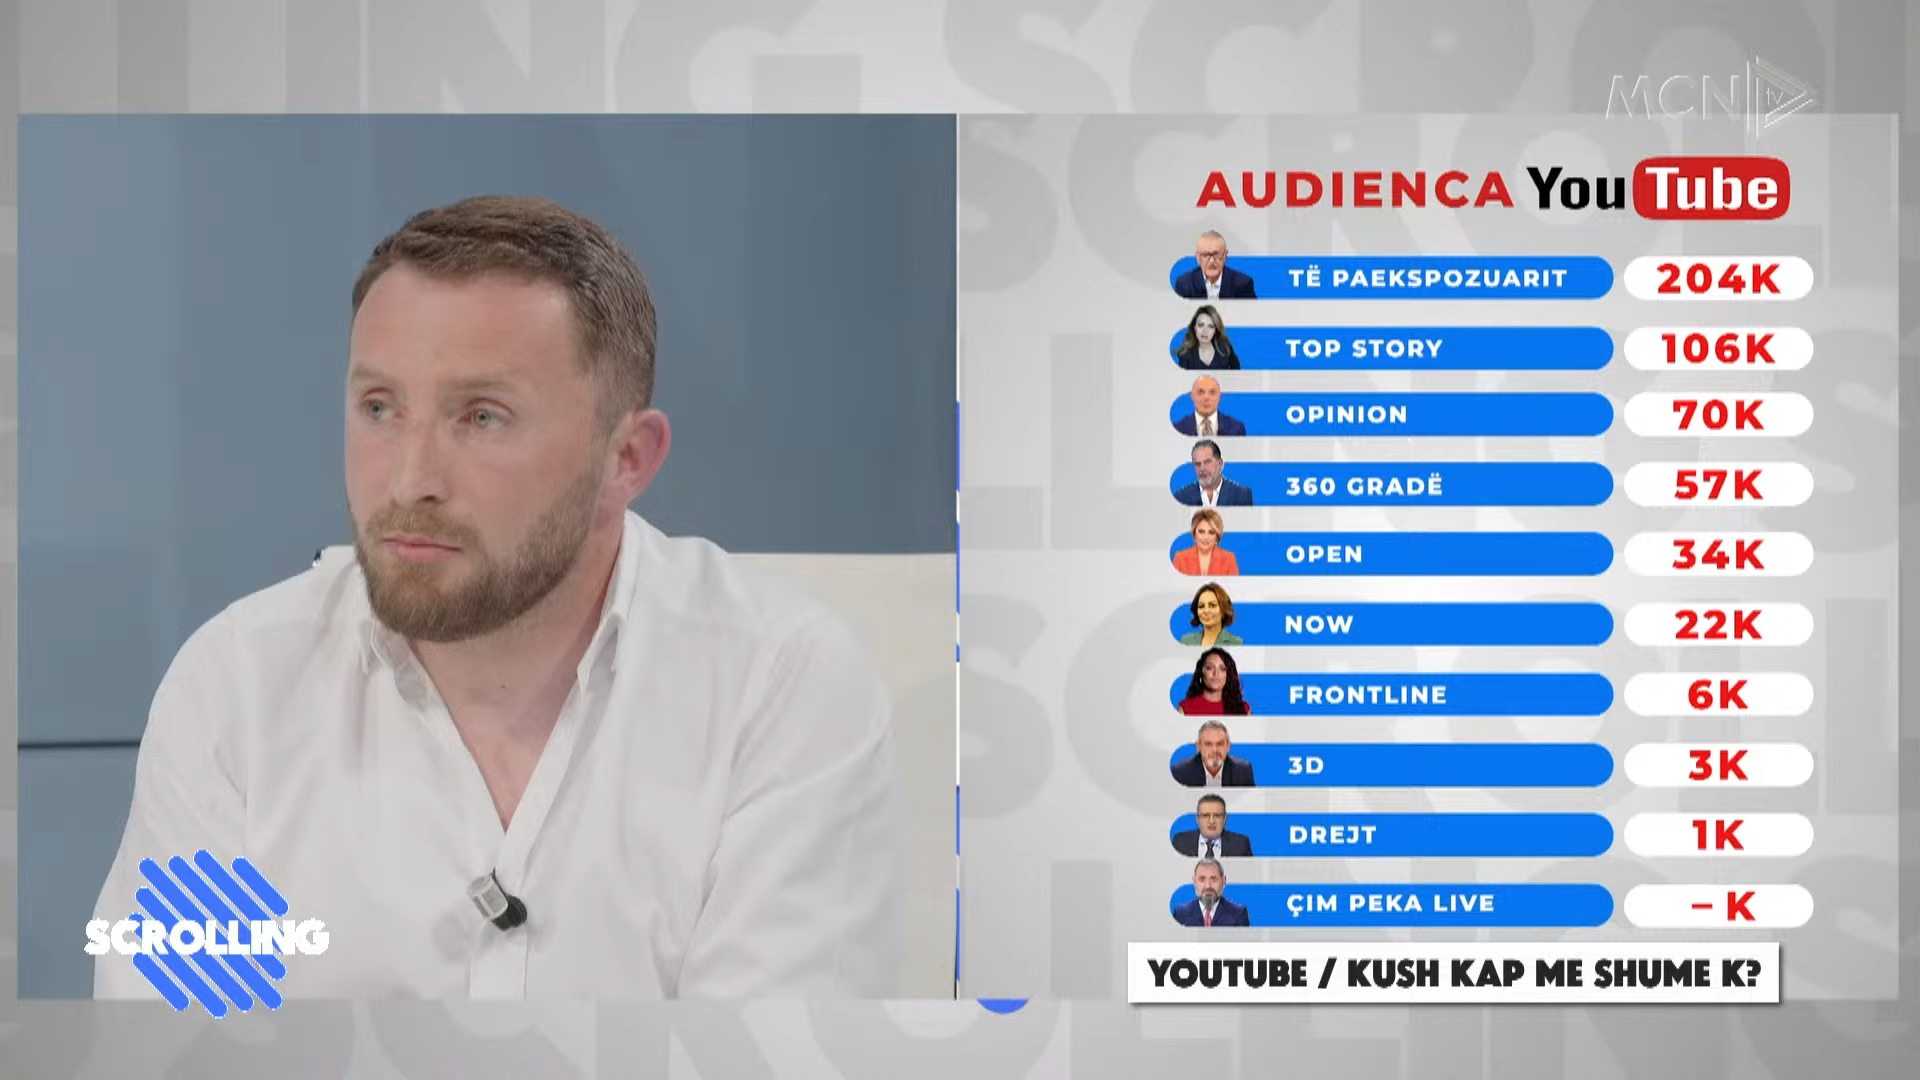 MCN TV
AUDIENCA YouTube
TË PAEKSPOZUARIT 204K
TOP STORY 106K
OPINION 70K
360 GRADË 57K
OPEN 34K
NOW 22K
FRONTLINE 6K
3D 3K
DREJT 1K
ÇIM PEKA LIVE – K
SCROLLING
YOUTUBE / KUSH KAP ME SHUME K?